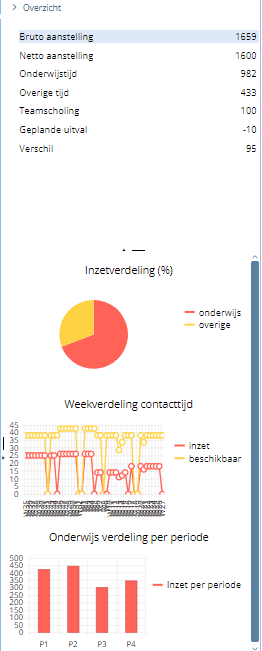 Overzicht
Bruto aanstelling 1659
Netto aanstelling 1600
Onderwijstijd 982
Overige tijd 433
Teamscholing 100
Geplande uitval -10
Verschil 95
Inzetverdeling (%)
onderwijs
overige
Weekverdeling contacttijd
45
40
35
30
25
20
15
10
5
0
inzet
beschikbaar
Onderwijs verdeling per periode
500
450
400
350
300
250
200
150
100
50
0
Inzet per periode
P1 P2 P3 P4